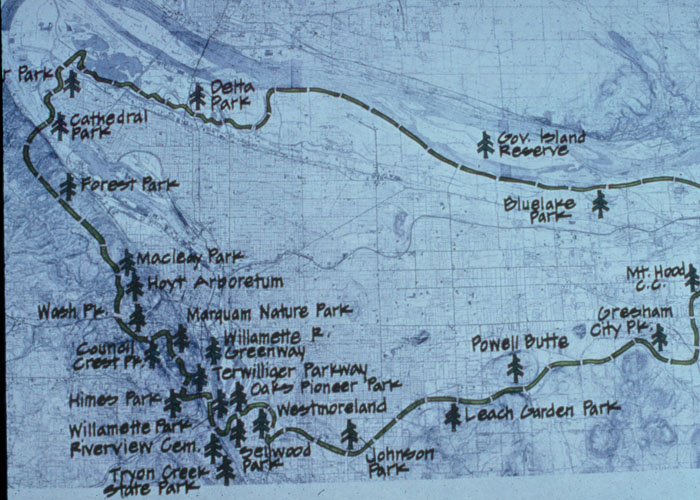 r Park
Delta
Park
Cathedral
Park
Gov. Island
Reserve
Forest Park
Bluelake
Park
Macleay Park
Mt. Hood
C.C.
Hoyt Arboretum
Wash Pk.
Marquam Nature Park
Gresham
City Pk.
Willamette R.
Greenway
Council
Crest Pk.
Powell Butte
Terwilliger Parkway
Oaks Pioneer Park
Himes Park
Westmoreland
Leach Garden Park
Willamette Park
Riverview Cem.
Sellwood
Park
Johnson
Park
Tryon Creek
State Park